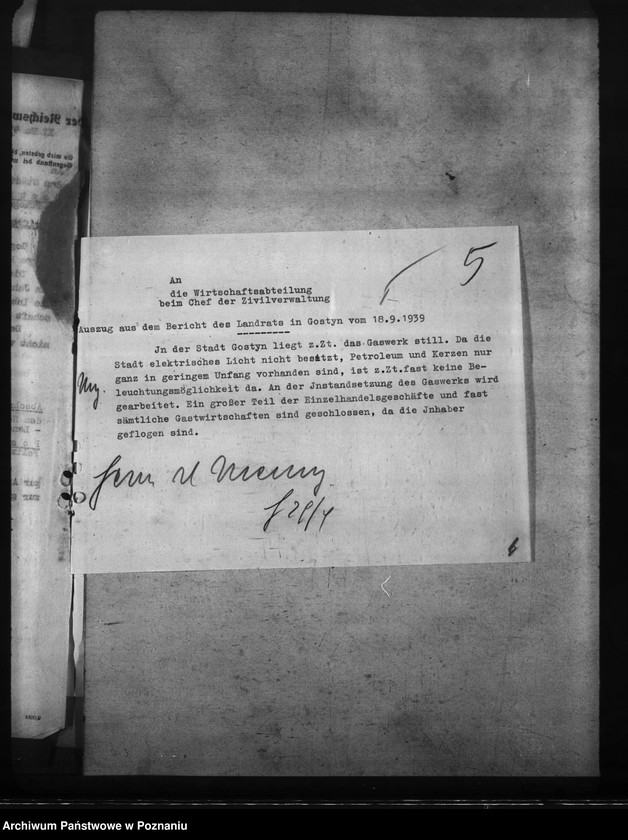 5
An
die Wirtschaftsabteilung
beim Chef der Zivilverwaltung
Auszug aus dem Bericht des Landrats in Gostyn vom 18.9.1939
Jn der Stadt Gostyn liegt z.Zt. das Gaswerk still. Da die
Stadt elektrisches Licht nicht besitzt, Petroleum und Kerzen nur
ganz in geringem Unfang vorhanden sind, ist z.Zt.fast keine Be-
leuchtungsmöglichkeit da. An der Jnstandsetzung des Gaswerks wird
gearbeitet. Ein großer Teil der Einzelhandelsgeschäfte und fast
sämtliche Gastwirtschaften sind geschlossen, da die Jnhaber
geflogen sind.
6
Archiwum Państwowe w Poznaniu